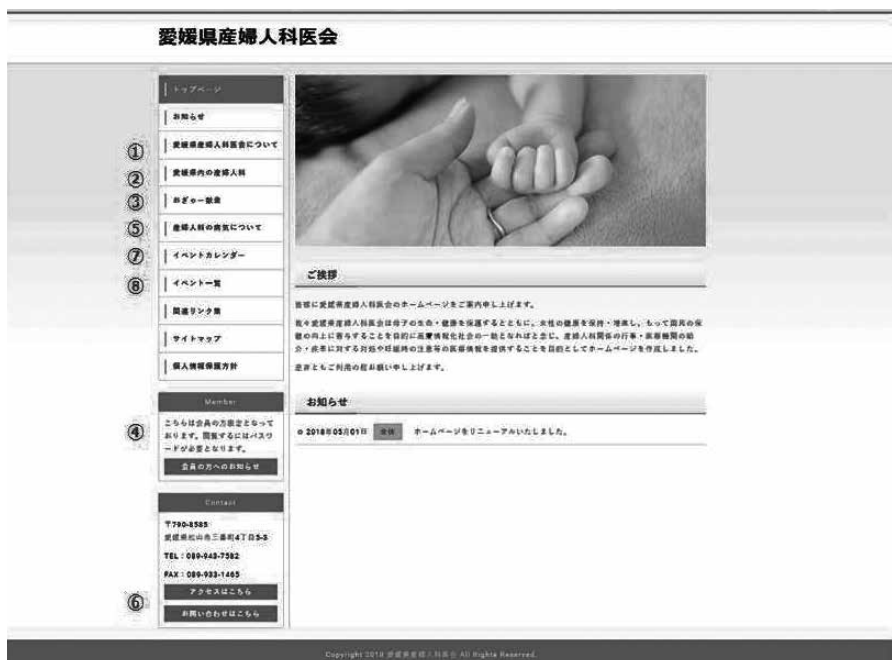 愛媛県産婦人科医会
トップページ
お知らせ
① 愛媛県産婦人科医会について
② 愛媛県内の産婦人科
③ おぎゃー献金
⑤ 産婦人科の病気について
⑦ イベントカレンダー
⑧ イベント一覧
関連リンク集
サイトマップ
個人情報保護方針
Member
こちらは会員の方限定となって
おります。閲覧するにはパスワ
ードが必要となります。
④
会員の方へのお知らせ
Contact
〒790-8585
愛媛県松山市三番町4丁目5-3
TEL:089-943-7582
FAX:089-933-1465
アクセスはこちら
⑥
お問い合わせはこちら
ご挨拶
皆様に愛媛県産婦人科医会のホームページをご案内申し上げます。
我々愛媛県産婦人科医会は母子の生命・健康を保護するとともに、女性の健康を保持・増進し、もって国民の保
健の向上に寄与することを目的に高度情報化社会の一助となればと念じ、産婦人科関係の行事・医療機関の紹
介・疾患に対する対処や妊娠時の注意等の医療情報を提供することを目的としてホームページを作成しました。
是非ともご利用の程お願い申し上げます。
お知らせ
2018年05月01日 ホームページをリニューアルいたしました。
Copyright 2018 愛媛県産婦人科医会 All Rights Reserved.